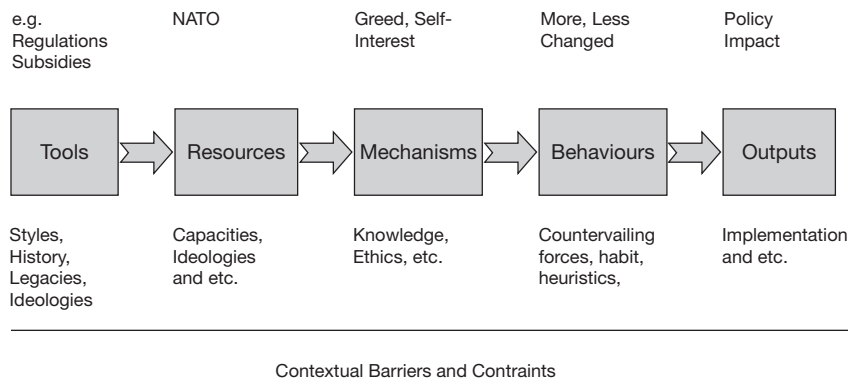 e.g.
Regulations
Subsidies
NATO
Greed, Self-
Interest
More, Less
Changed
Policy
Impact
Tools
Resources
Mechanisms
Behaviours
Outputs
Styles,
History,
Legacies,
Ideologies
Capacities,
Ideologies
and etc.
Knowledge,
Ethics, etc.
Countervailing
forces, habit,
heuristics,
Implementation
and etc.
Contextual Barriers and Contraints